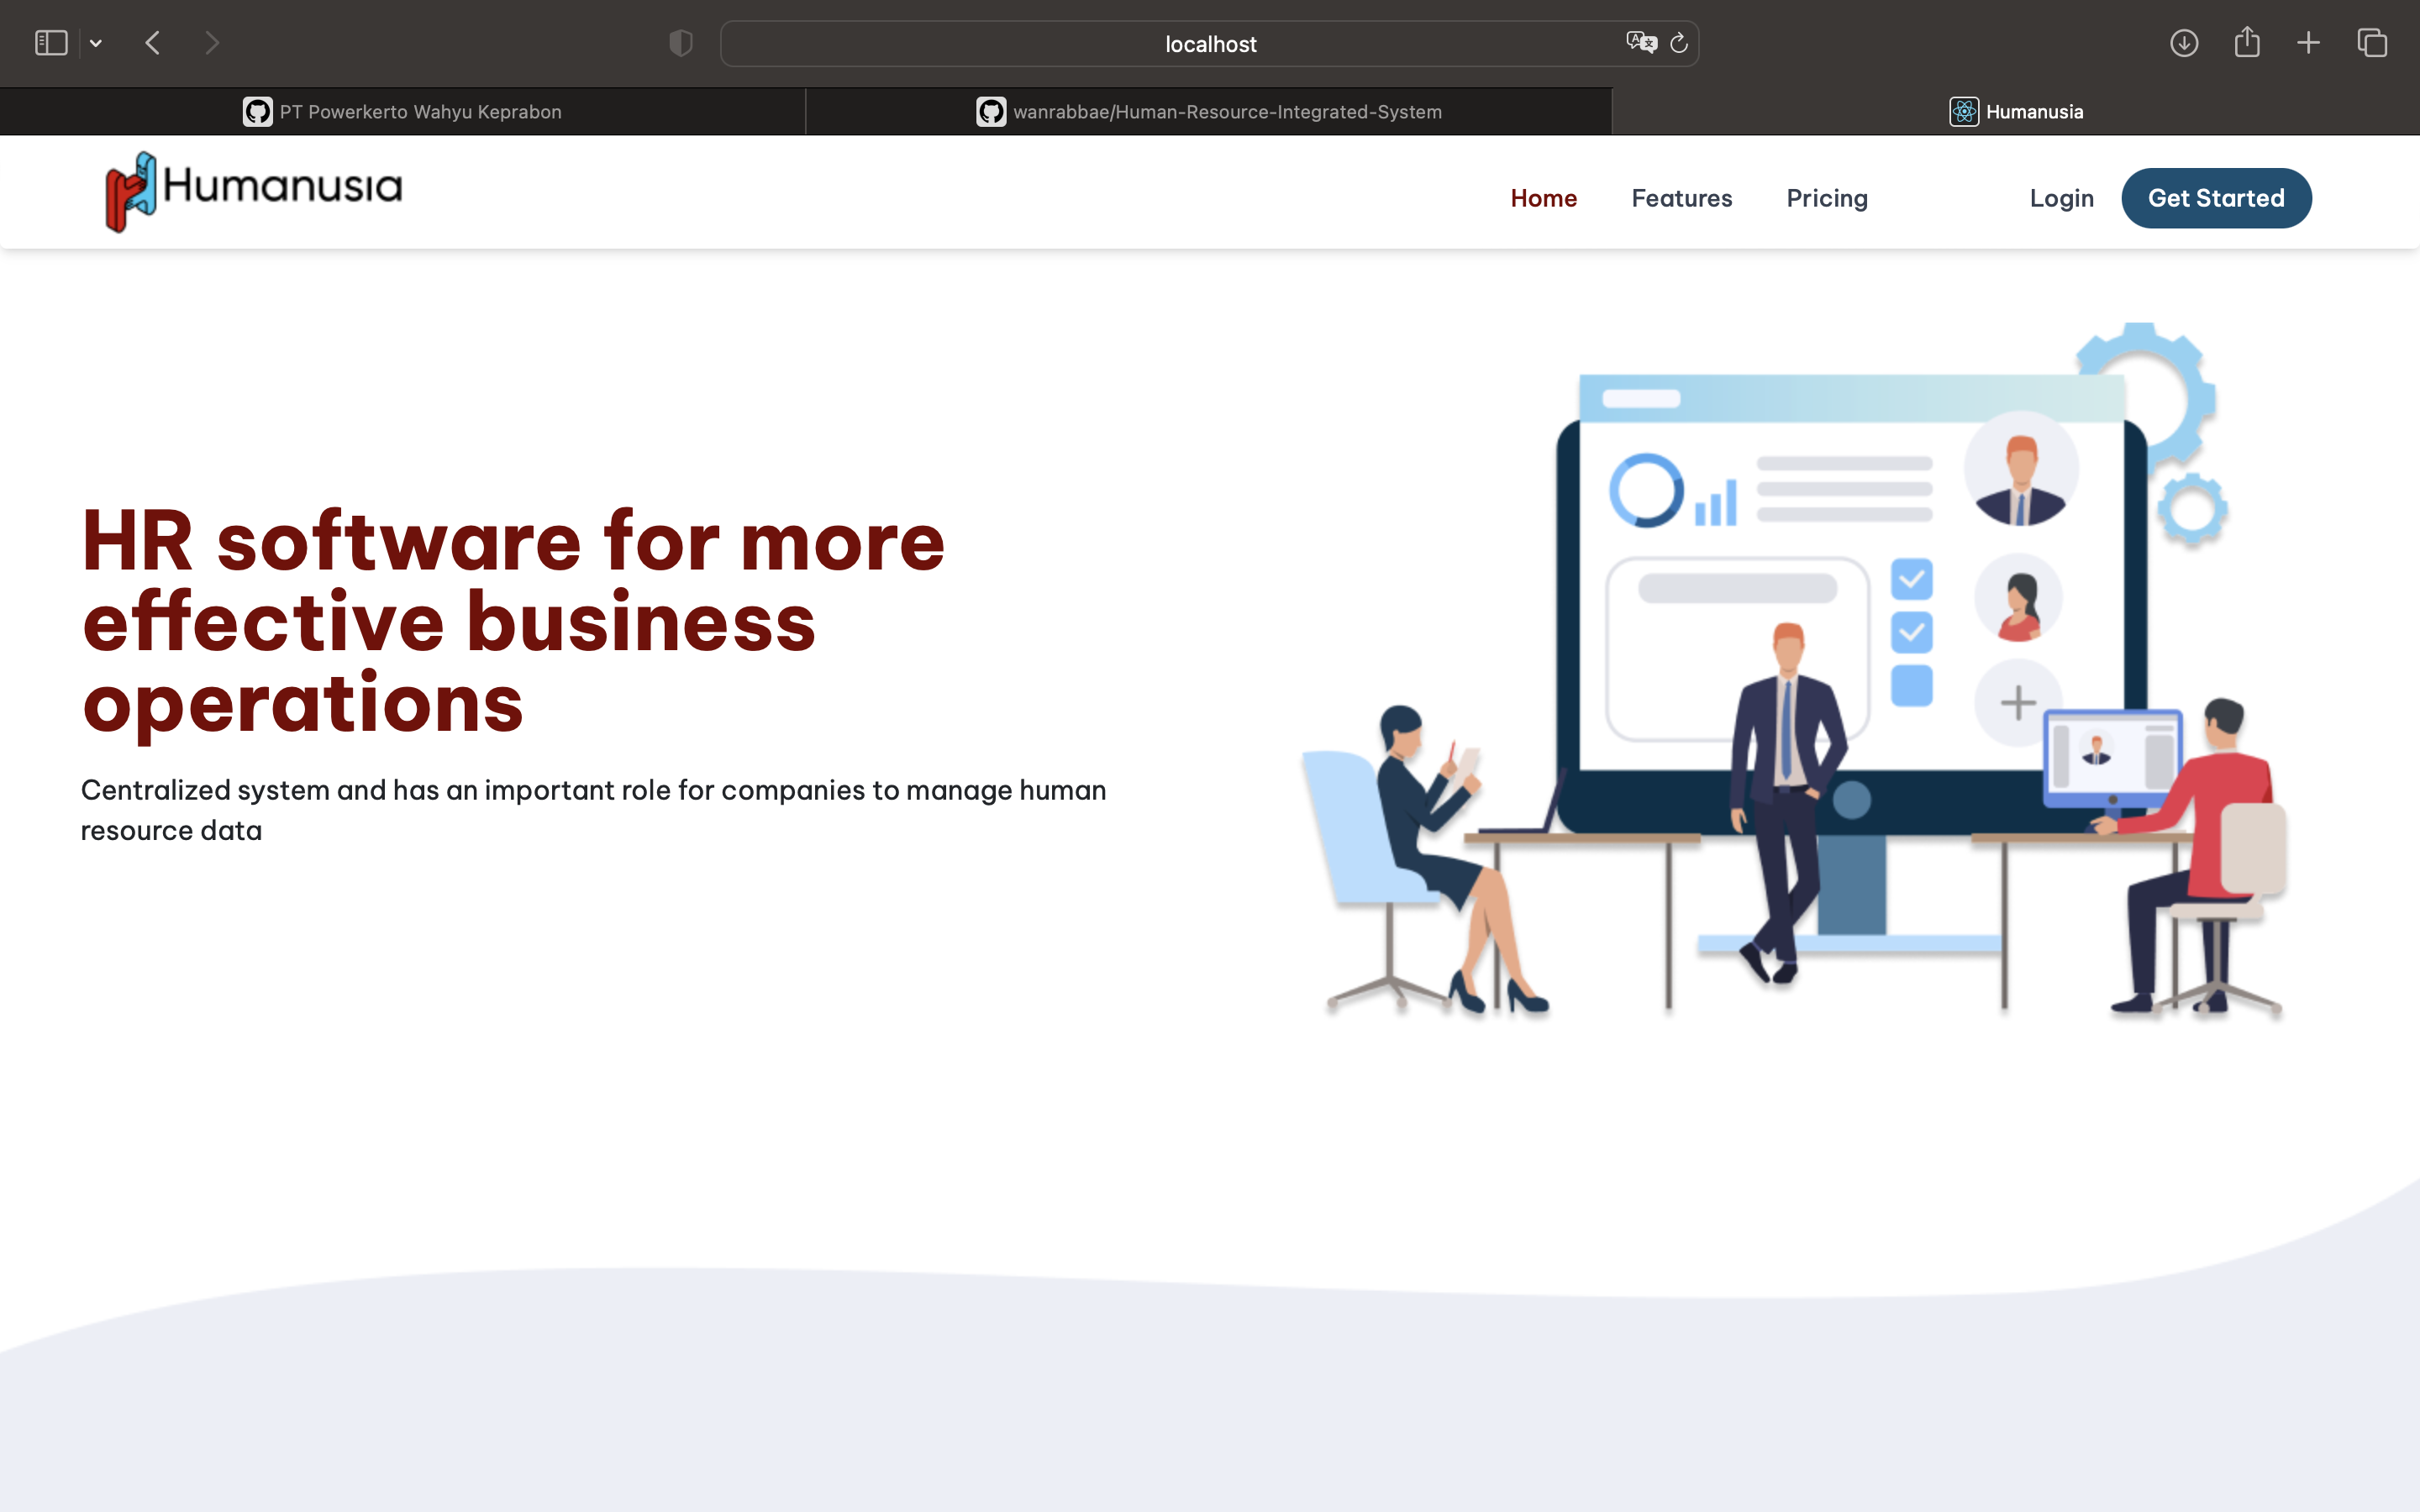 localhost
PT Powerkerto Wahyu Keprabon
wanrabbae/Human-Resource-Integrated-System
Humanusia
Humanusia
Home
Features
Pricing
Login
Get Started
HR software for more
effective business
operations
Centralized system and has an important role for companies to manage human
resource data